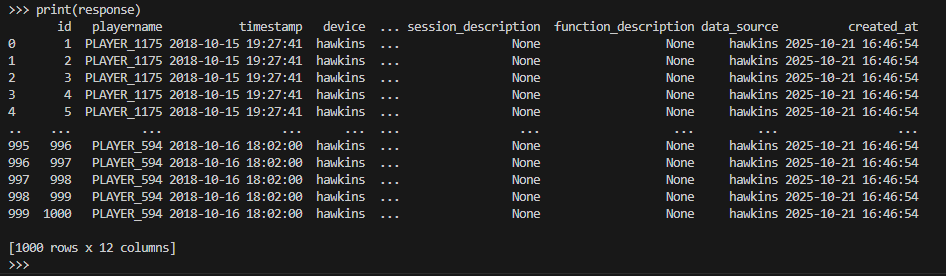 >>> print(response)
id playername timestamp device ... session_description function_description data_source created_at
0 1 PLAYER_1175 2018-10-15 19:27:41 hawkins ... None None hawkins 2025-10-21 16:46:54
1 2 PLAYER_1175 2018-10-15 19:27:41 hawkins ... None None hawkins 2025-10-21 16:46:54
2 3 PLAYER_1175 2018-10-15 19:27:41 hawkins ... None None hawkins 2025-10-21 16:46:54
3 4 PLAYER_1175 2018-10-15 19:27:41 hawkins ... None None hawkins 2025-10-21 16:46:54
4 5 PLAYER_1175 2018-10-15 19:27:41 hawkins ... None None hawkins 2025-10-21 16:46:54
.. ... ... ... ... ... ... ... ... ...
995 996 PLAYER_594 2018-10-16 18:02:00 hawkins ... None None hawkins 2025-10-21 16:46:54
996 997 PLAYER_594 2018-10-16 18:02:00 hawkins ... None None hawkins 2025-10-21 16:46:54
997 998 PLAYER_594 2018-10-16 18:02:00 hawkins ... None None hawkins 2025-10-21 16:46:54
998 999 PLAYER_594 2018-10-16 18:02:00 hawkins ... None None hawkins 2025-10-21 16:46:54
999 1000 PLAYER_594 2018-10-16 18:02:00 hawkins ... None None hawkins 2025-10-21 16:46:54
[1000 rows x 12 columns]
>>>